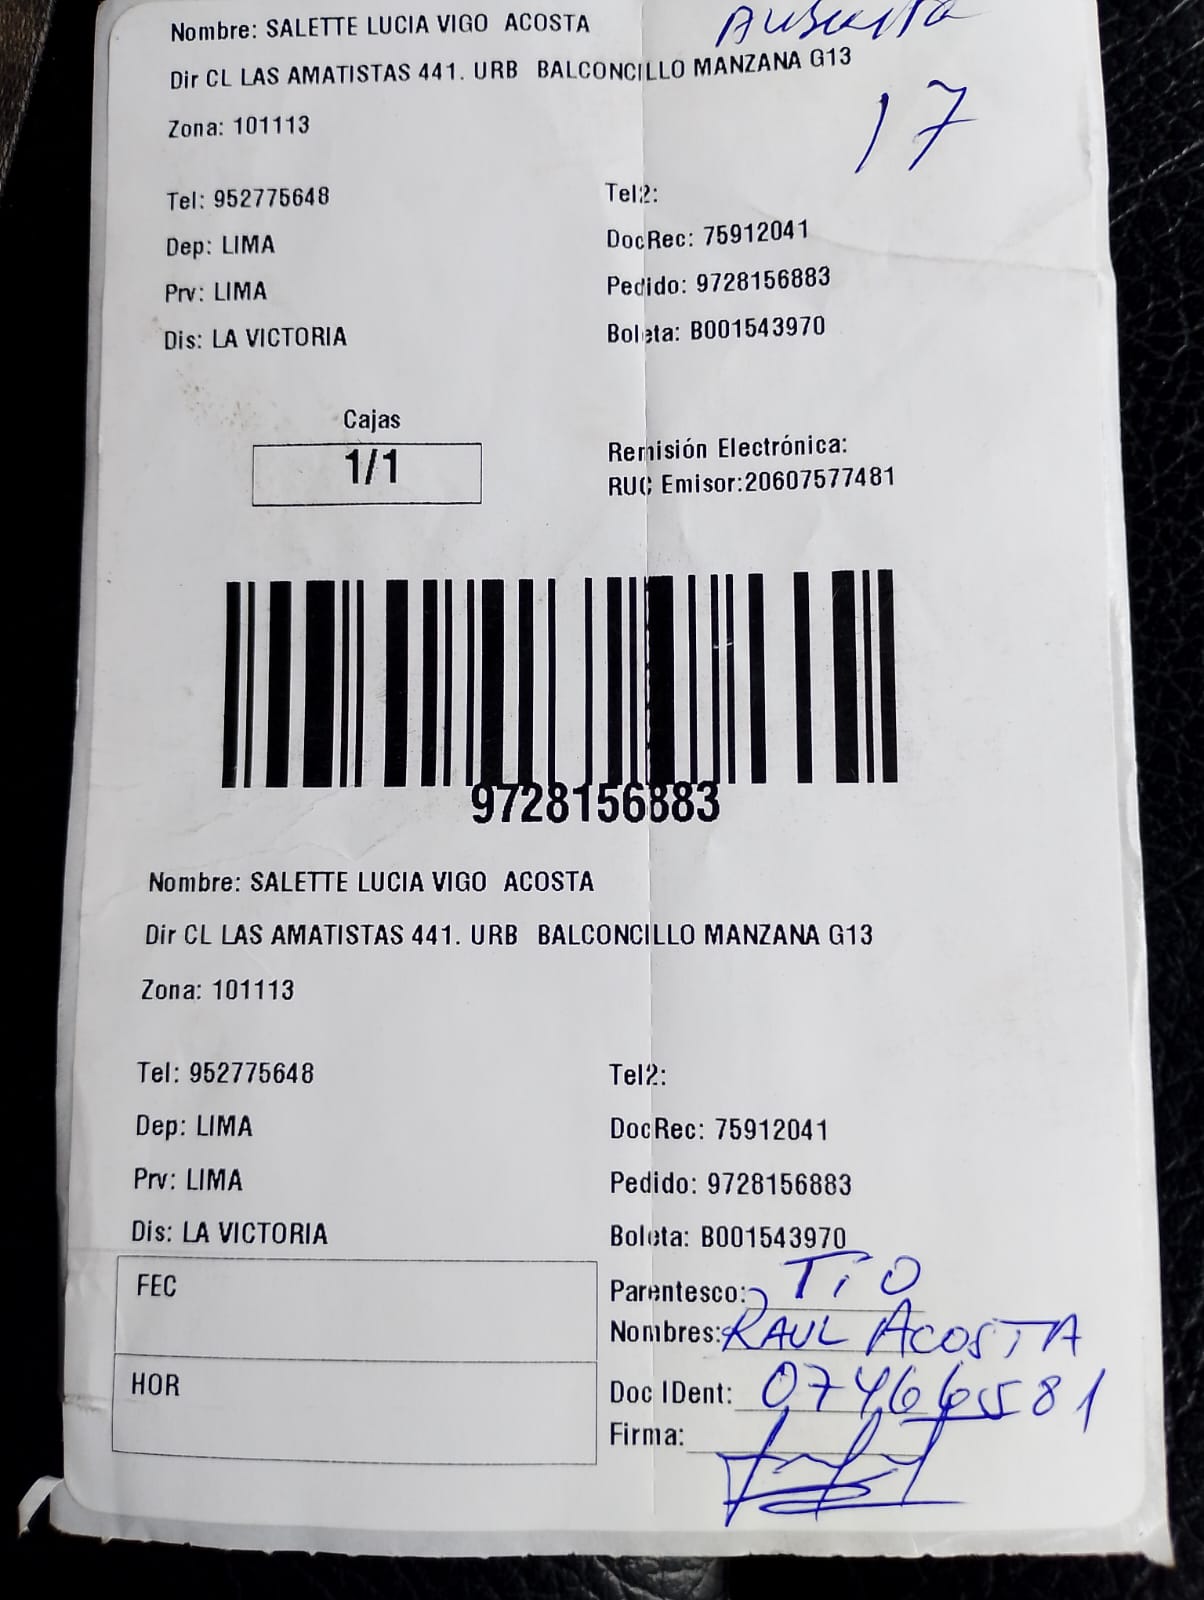 Nombre: SALETTE LUCIA VIGO ACOSTA
Dir CL LAS AMATISTAS 441. URB BALCONCILLO MANZANA G13
17
Zona: 101113
Tel: 952775648
Tel2:
Dep: LIMA
DocRec: 75912041
Prv: LIMA
Pedido: 9728156883
Dis: LA VICTORIA
Boleta: B001543970
Cajas
1/1
Remisión Electrónica:
RUC Emisor:20607577481
9728156883
Nombre: SALETTE LUCIA VIGO ACOSTA
Dir CL LAS AMATISTAS 441. URB BALCONCILLO MANZANA G13
Zona: 101113
Tel: 952775648
Tel2:
Dep: LIMA
DocRec: 75912041
Prv: LIMA
Pedido: 9728156883
Dis: LA VICTORIA
Boleta: B001543970
FEC
Parentesco: TIO
Nombres: RAUL ACOSTA
HOR
Doc IDent: 07466581
Firma: